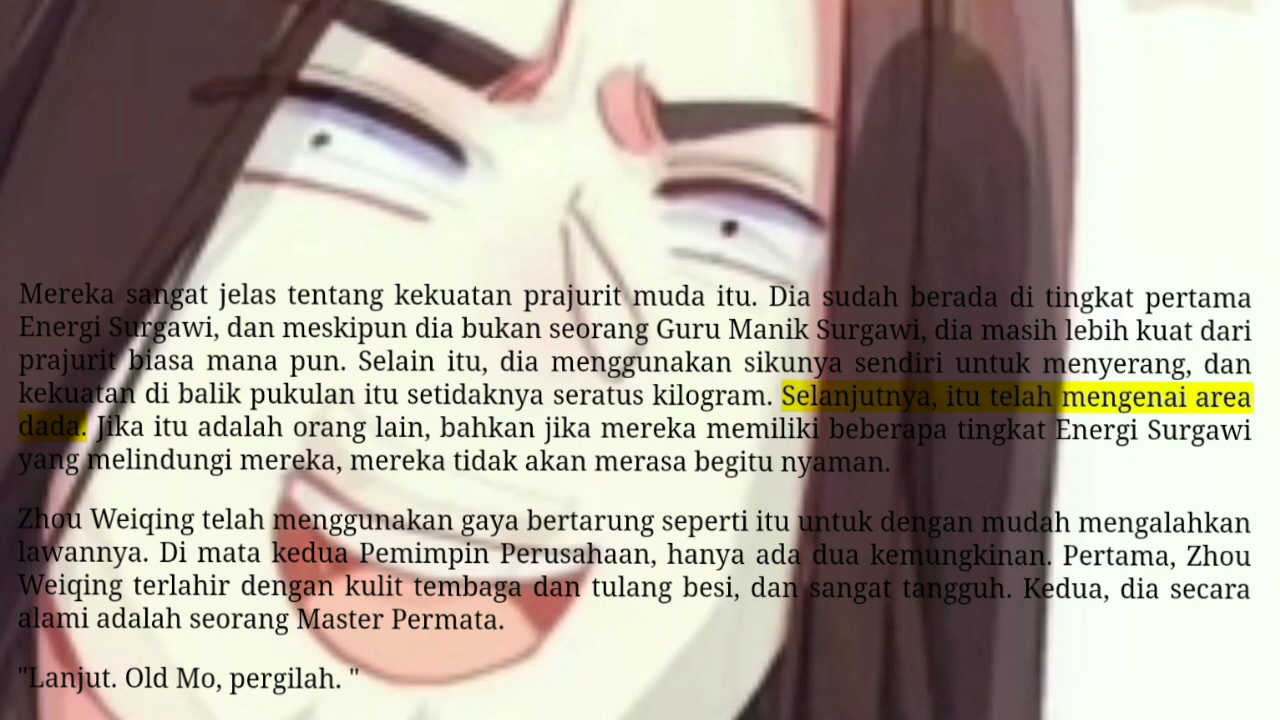 Mereka sangat jelas tentang kekuatan prajurit muda itu. Dia sudah berada di tingkat pertama
Energi Surgawi, dan meskipun dia bukan seorang Guru Manik Surgawi, dia masih lebih kuat dari
prajurit biasa mana pun. Selain itu, dia menggunakan sikunya sendiri untuk menyerang, dan
kekuatan di balik pukulan itu setidaknya seratus kilogram. Selanjutnya, itu telah mengenai area
dada. Jika itu adalah orang lain, bahkan jika mereka memiliki beberapa tingkat Energi Surgawi
yang melindungi mereka, mereka tidak akan merasa begitu nyaman.
Zhou Weiqing telah menggunakan gaya bertarung seperti itu untuk dengan mudah mengalahkan
lawannya. Di mata kedua Pemimpin Perusahaan, hanya ada dua kemungkinan. Pertama, Zhou
Weiqing terlahir dengan kulit tembaga dan tulang besi, dan sangat tangguh. Kedua, dia secara
alami adalah seorang Master Permata.
"Lanjut. Old Mo, pergilah. "